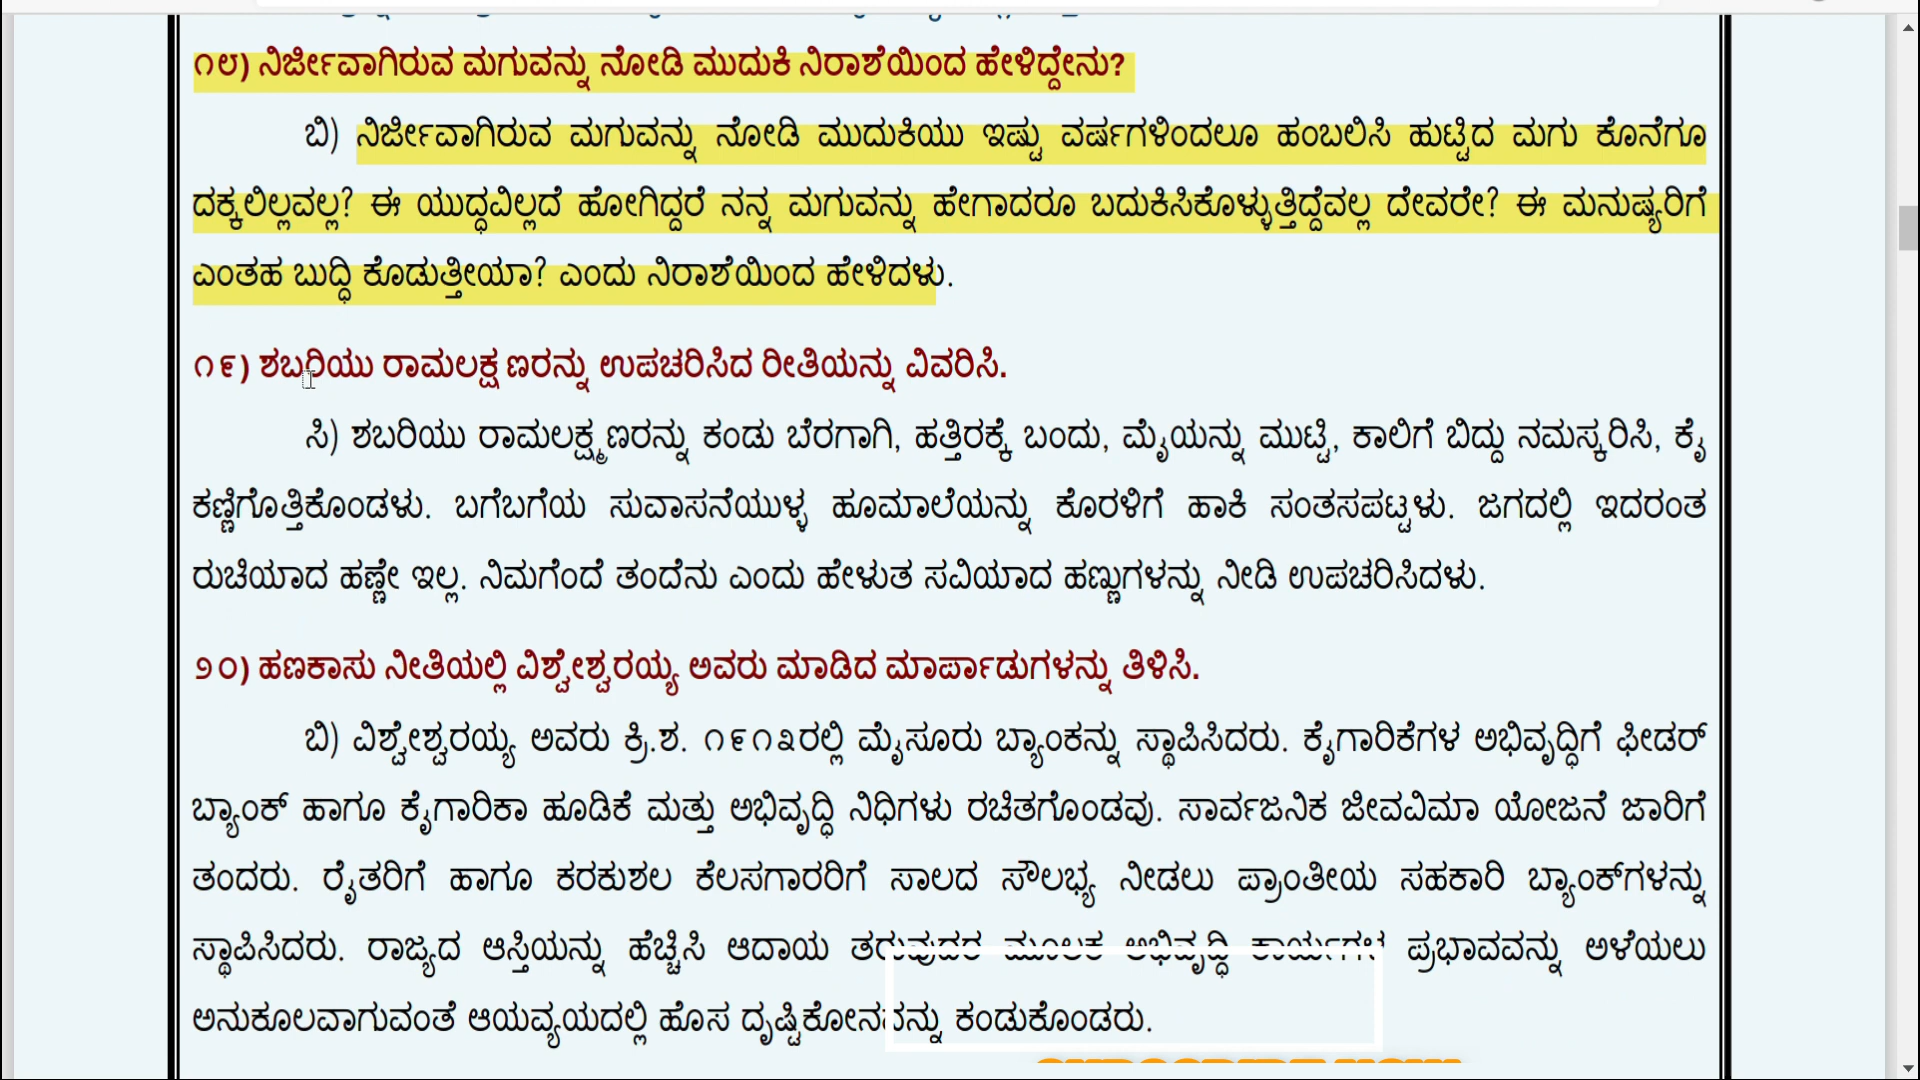 ೧೮) ನಿರ್ಜೀವಾಗಿರುವ ಮಗುವನ್ನು ನೋಡಿ ಮುದುಕಿ ನಿರಾಶೆಯಿಂದ ಹೇಳಿದ್ದೇನು?
ಬಿ) ನಿರ್ಜೀವಾಗಿರುವ ಮಗುವನ್ನು ನೋಡಿ ಮುದುಕಿಯು ಇಷ್ಟು ವರ್ಷಗಳಿಂದಲೂ ಹಂಬಲಿಸಿ ಹುಟ್ಟಿದ ಮಗು ಕೊನೆಗೂ
ದಕ್ಕಲಿಲ್ಲವಲ್ಲ? ಈ ಯುದ್ಧವಿಲ್ಲದೆ ಹೋಗಿದ್ದರೆ ನನ್ನ ಮಗುವನ್ನು ಹೇಗಾದರೂ ಬದುಕಿಸಿಕೊಳ್ಳುತ್ತಿದ್ದೆವಲ್ಲ ದೇವರೇ? ಈ ಮನುಷ್ಯರಿಗೆ
ಎಂತಹ ಬುದ್ಧಿ ಕೊಡುತ್ತೀಯಾ? ಎಂದು ನಿರಾಶೆಯಿಂದ ಹೇಳಿದಳು.
೧೯) ಶಬರಿಯು ರಾಮಲಕ್ಷಣರನ್ನು ಉಪಚರಿಸಿದ ರೀತಿಯನ್ನು ವಿವರಿಸಿ.
ಸಿ) ಶಬರಿಯು ರಾಮಲಕ್ಷ್ಮಣರನ್ನು ಕಂಡು ಬೆರಗಾಗಿ, ಹತ್ತಿರಕ್ಕೆ ಬಂದು, ಮೈಯನ್ನು ಮುಟ್ಟಿ, ಕಾಲಿಗೆ ಬಿದ್ದು ನಮಸ್ಕರಿಸಿ, ಕೈ
ಕಣ್ಣಿಗೊತ್ತಿಕೊಂಡಳು. ಬಗೆಬಗೆಯ ಸುವಾಸನೆಯುಳ್ಳ ಹೂಮಾಲೆಯನ್ನು ಕೊರಳಿಗೆ ಹಾಕಿ ಸಂತಸಪಟ್ಟಳು. ಜಗದಲ್ಲಿ ಇದರಂತ
ರುಚಿಯಾದ ಹಣ್ಣೇ ಇಲ್ಲ. ನಿಮಗೆಂದೆ ತಂದೆನು ಎಂದು ಹೇಳುತ ಸವಿಯಾದ ಹಣ್ಣುಗಳನ್ನು ನೀಡಿ ಉಪಚರಿಸಿದಳು.
೨೦) ಹಣಕಾಸು ನೀತಿಯಲ್ಲಿ ವಿಶ್ವೇಶ್ವರಯ್ಯ ಅವರು ಮಾಡಿದ ಮಾರ್ಪಾಡುಗಳನ್ನು ತಿಳಿಸಿ.
ಬಿ) ವಿಶ್ವೇಶ್ವರಯ್ಯ ಅವರು ಕ್ರಿ.ಶ. ೧೯೧೩ರಲ್ಲಿ ಮೈಸೂರು ಬ್ಯಾಂಕನ್ನು ಸ್ಥಾಪಿಸಿದರು. ಕೈಗಾರಿಕೆಗಳ ಅಭಿವೃದ್ಧಿಗೆ ಫೀಡರ್
ಬ್ಯಾಂಕ್ ಹಾಗೂ ಕೈಗಾರಿಕಾ ಹೂಡಿಕೆ ಮತ್ತು ಅಭಿವೃದ್ಧಿ ನಿಧಿಗಳು ರಚಿತಗೊಂಡವು. ಸಾರ್ವಜನಿಕ ಜೀವವಿಮಾ ಯೋಜನೆ ಜಾರಿಗೆ
ತಂದರು. ರೈತರಿಗೆ ಹಾಗೂ ಕರಕುಶಲ ಕೆಲಸಗಾರರಿಗೆ ಸಾಲದ ಸೌಲಭ್ಯ ನೀಡಲು ಪ್ರಾಂತೀಯ ಸಹಕಾರಿ ಬ್ಯಾಂಕ್‌ಗಳನ್ನು
ಸ್ಥಾಪಿಸಿದರು. ರಾಜ್ಯದ ಆಸ್ತಿಯನ್ನು ಹೆಚ್ಚಿಸಿ ಆದಾಯ ತರುವುದರ ಮೂಲಕ ಅಭಿವೃದ್ಧಿ ಕಾರ್ಯಗಳ ಪ್ರಭಾವವನ್ನು ಅಳೆಯಲು
ಅನುಕೂಲವಾಗುವಂತೆ ಆಯವ್ಯಯದಲ್ಲಿ ಹೊಸ ದೃಷ್ಟಿಕೋನವನ್ನು ಕಂಡುಕೊಂಡರು.